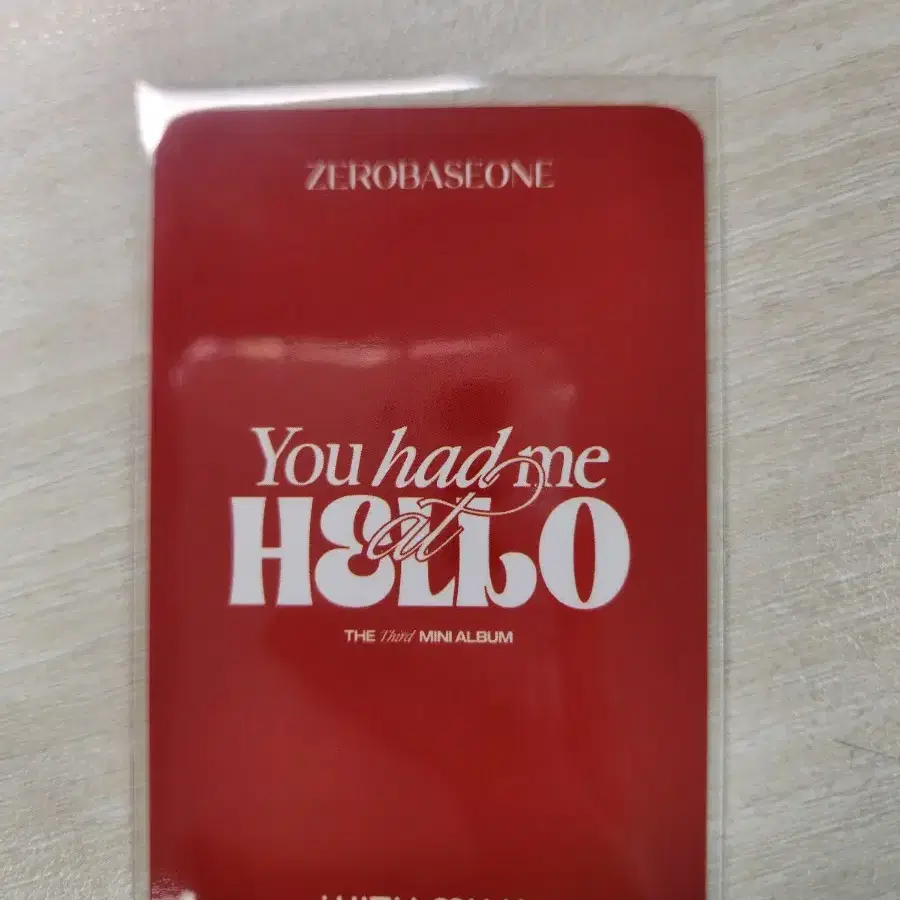 ZEROBASEONE
You had me
at
HELLO
THE Third MINI ALBUM